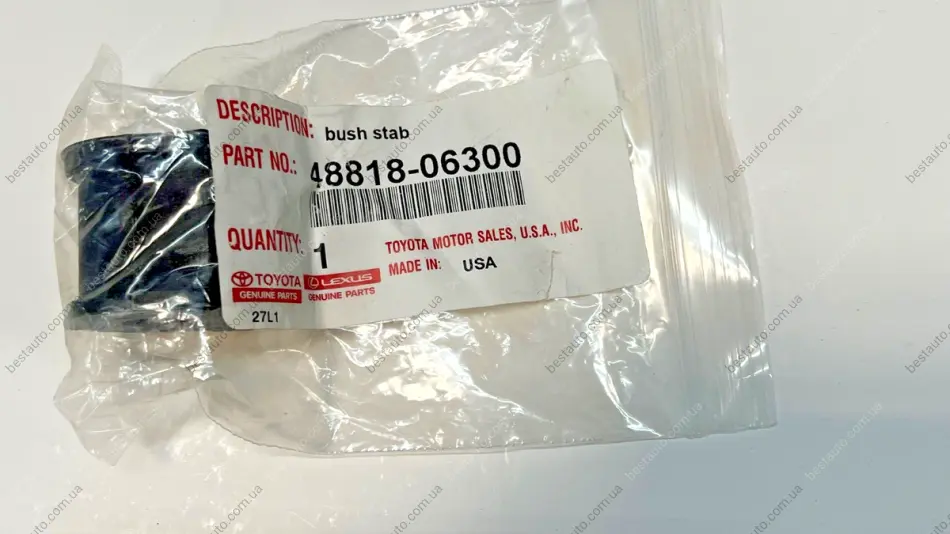 DESCRIPTION: bush stab
PART NO.: 48818-06300
QUANTITY: 1
TOYOTA MOTOR SALES, U.S.A., INC.
MADE IN: USA
TOYOTA
GENUINE PARTS
LEXUS
GENUINE PARTS
27L1
bestauto.com.ua